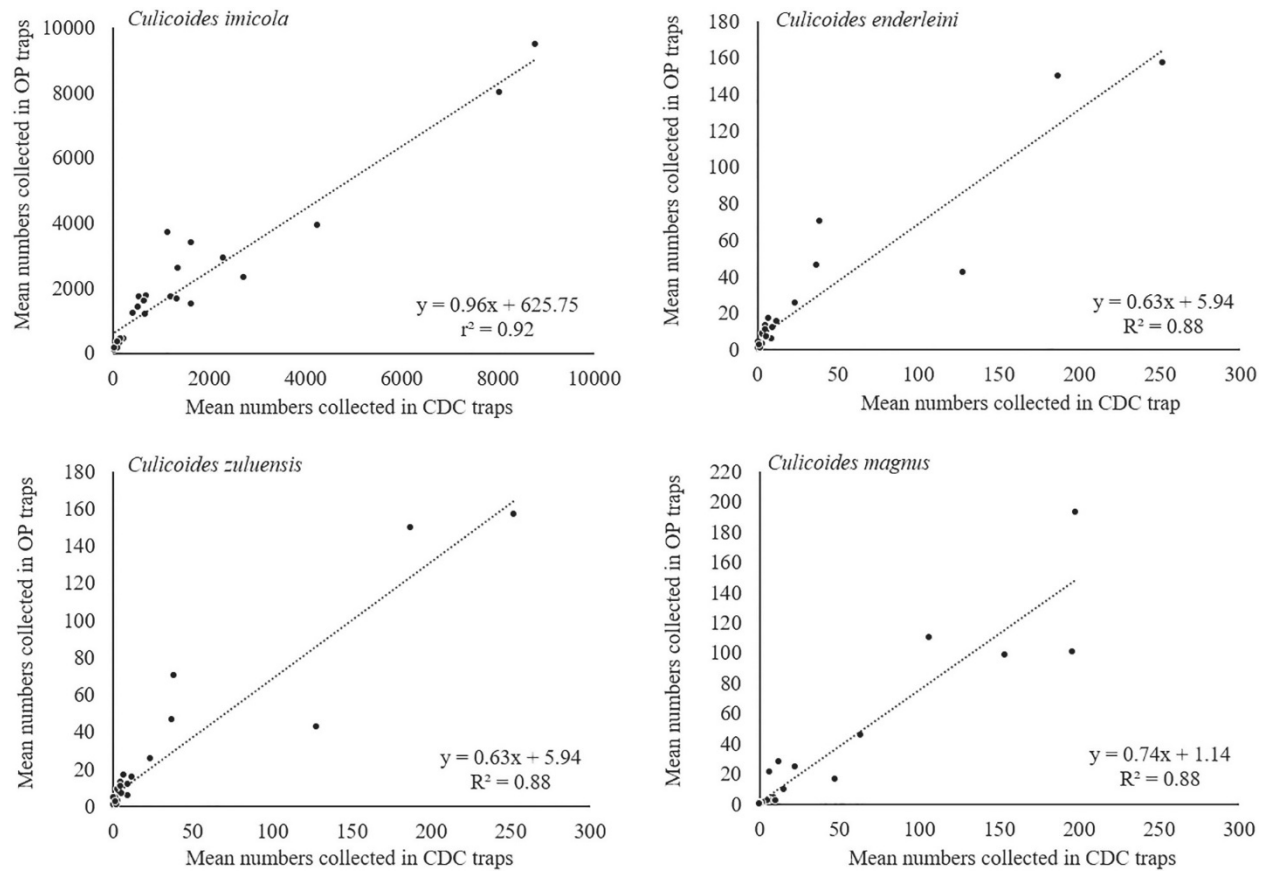 Culicoides imicola
Mean numbers collected in OP traps
10000
8000
6000
4000
2000
0
y = 0.96x + 625.75
r² = 0.92
0 2000 4000 6000 8000 10000
Mean numbers collected in CDC traps
Culicoides enderleini
Mean numbers collected in OP traps
180
160
140
120
100
80
60
40
20
0
y = 0.63x + 5.94
R² = 0.88
0 50 100 150 200 250 300
Mean numbers collected in CDC trap
Culicoides zuluensis
Mean numbers collected in OP traps
180
160
140
120
100
80
60
40
20
0
y = 0.63x + 5.94
R² = 0.88
0 50 100 150 200 250 300
Mean numbers collected in CDC traps
Culicoides magnus
Mean numbers collected in OP traps
220
200
180
160
140
120
100
80
60
40
20
0
y = 0.74x + 1.14
R² = 0.88
0 50 100 150 200 250 300
Mean numbers collected in CDC traps